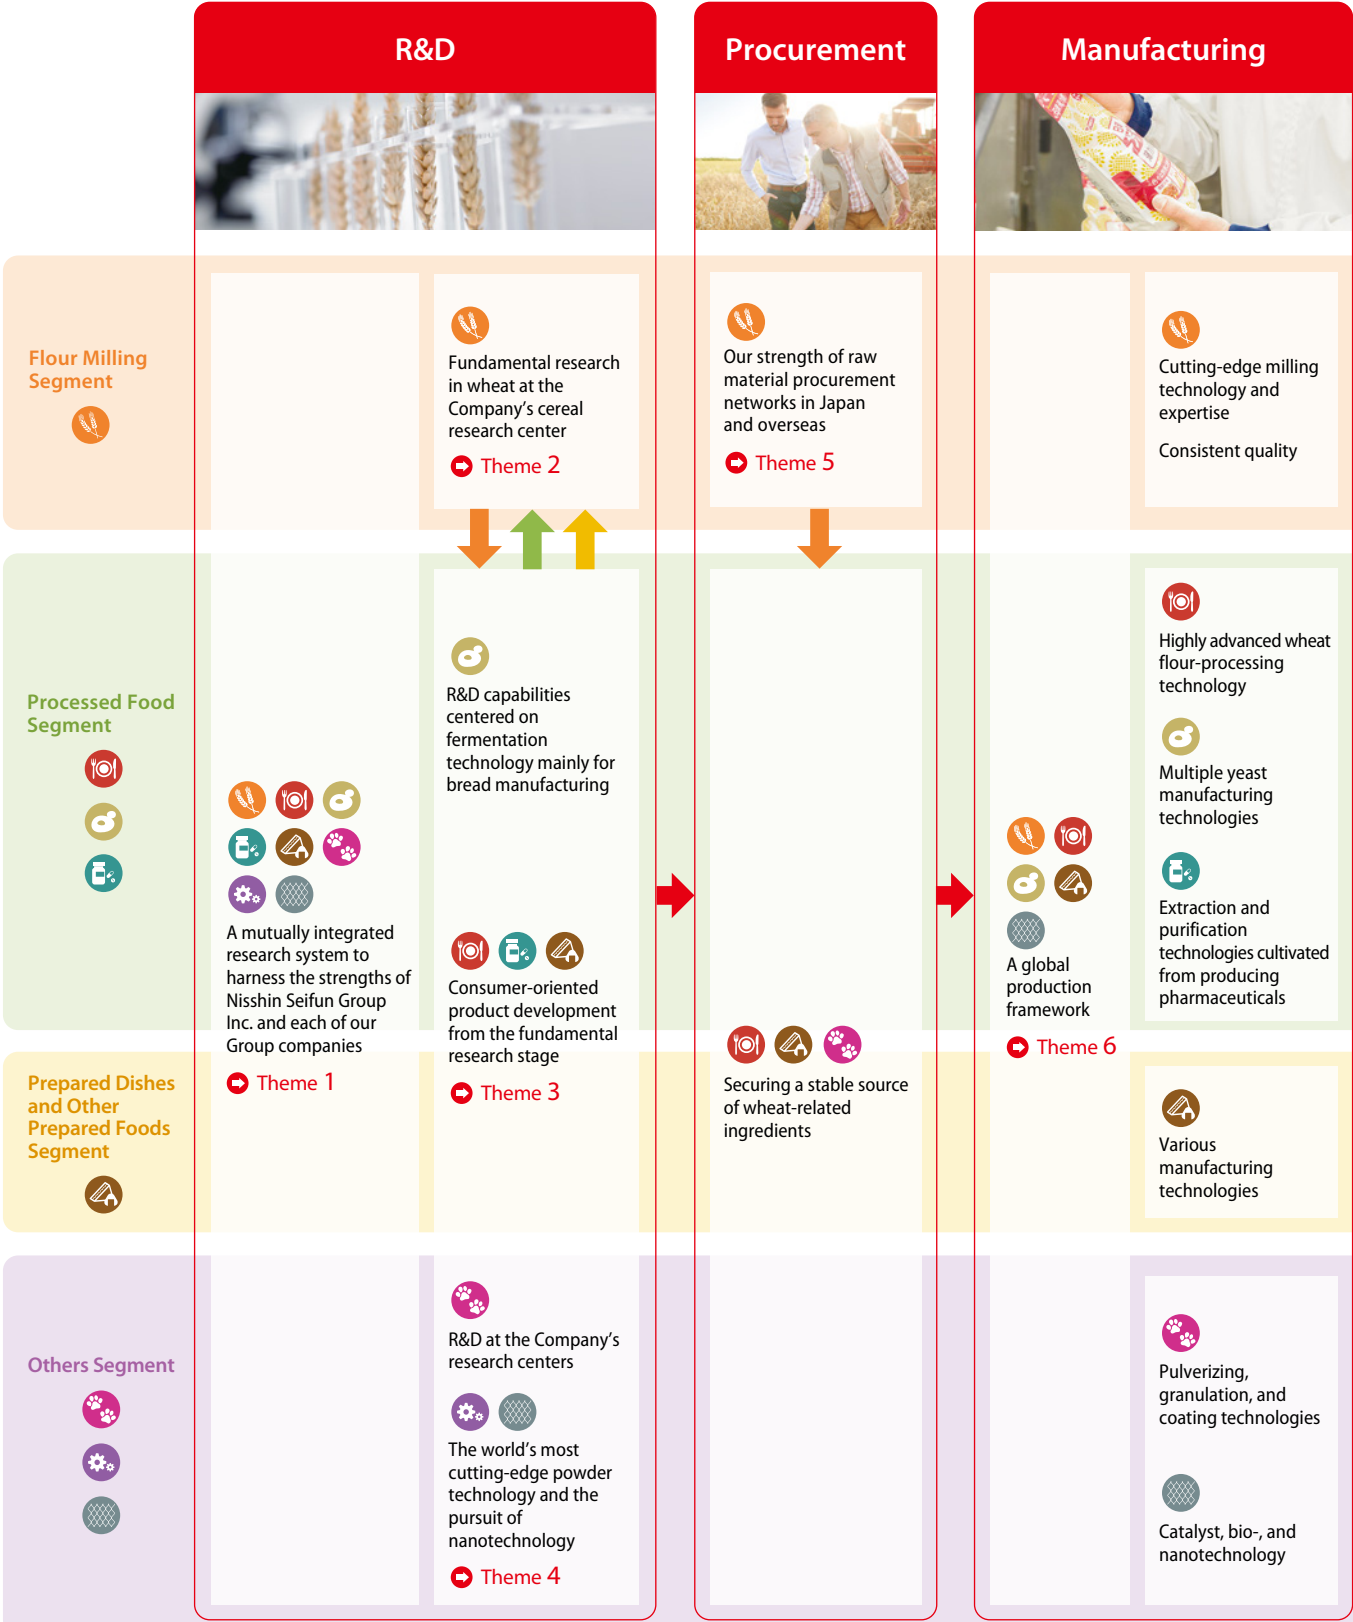 R&D
Procurement
Manufacturing
Flour Milling
Segment
Fundamental research
in wheat at the
Company’s cereal
research center
Theme 2
Our strength of raw
material procurement
networks in Japan
and overseas
Theme 5
Cutting-edge milling
technology and
expertise
Consistent quality
Processed Food
Segment
A mutually integrated
research system to
harness the strengths of
Nisshin Seifun Group
Inc. and each of our
Group companies
Theme 1
R&D capabilities
centered on
fermentation
technology mainly for
bread manufacturing
Consumer-oriented
product development
from the fundamental
research stage
Theme 3
Securing a stable source
of wheat-related
ingredients
A global
production
framework
Theme 6
Highly advanced wheat
flour-processing
technology
Multiple yeast
manufacturing
technologies
Extraction and
purification
technologies cultivated
from producing
pharmaceuticals
Prepared Dishes
and Other
Prepared Foods
Segment
Various
manufacturing
technologies
Others Segment
R&D at the Company’s
research centers
The world’s most
cutting-edge powder
technology and the
pursuit of
nanotechnology
Theme 4
Pulverizing,
granulation, and
coating technologies
Catalyst, bio-, and
nanotechnology